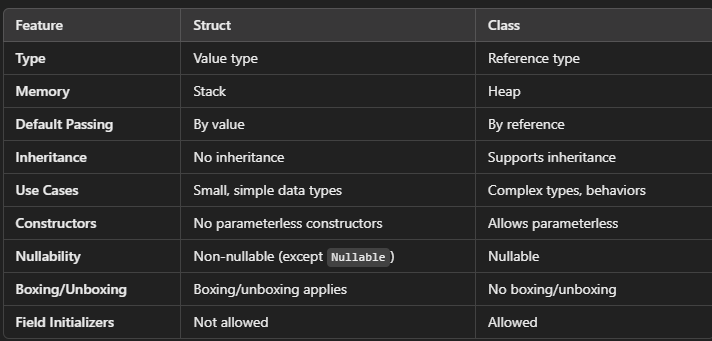 Feature Struct Class
Type Value type Reference type
Memory Stack Heap
Default Passing By value By reference
Inheritance No inheritance Supports inheritance
Use Cases Small, simple data types Complex types, behaviors
Constructors No parameterless constructors Allows parameterless
Nullability Non-nullable (except Nullable) Nullable
Boxing/Unboxing Boxing/unboxing applies No boxing/unboxing
Field Initializers Not allowed Allowed